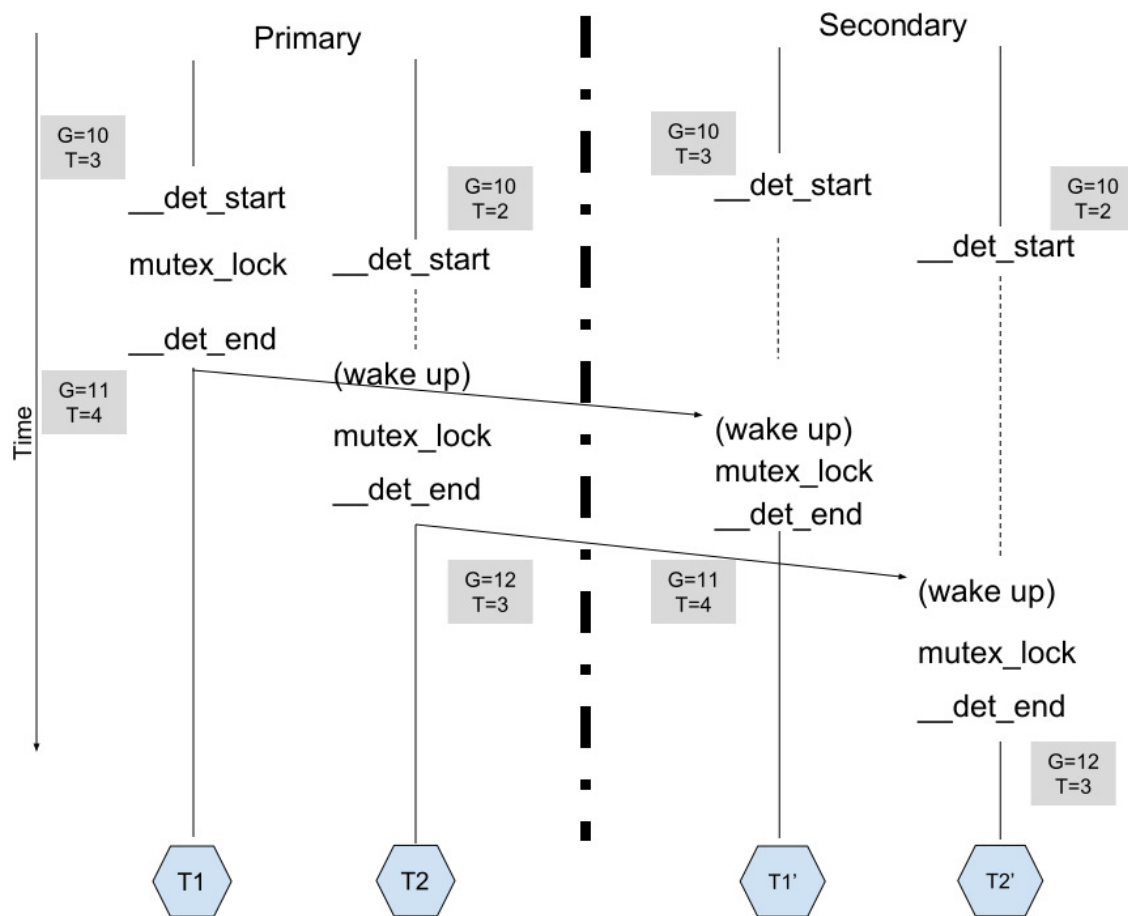 Primary
Secondary
G=10
T=3
__det_start
mutex_lock
__det_end
G=11
T=4
Time
G=10
T=2
__det_start
(wake up)
mutex_lock
__det_end
G=12
T=3
G=10
T=3
__det_start
(wake up)
mutex_lock
__det_end
G=11
T=4
G=10
T=2
__det_start
(wake up)
mutex_lock
__det_end
G=12
T=3
T1
T2
T1’
T2’